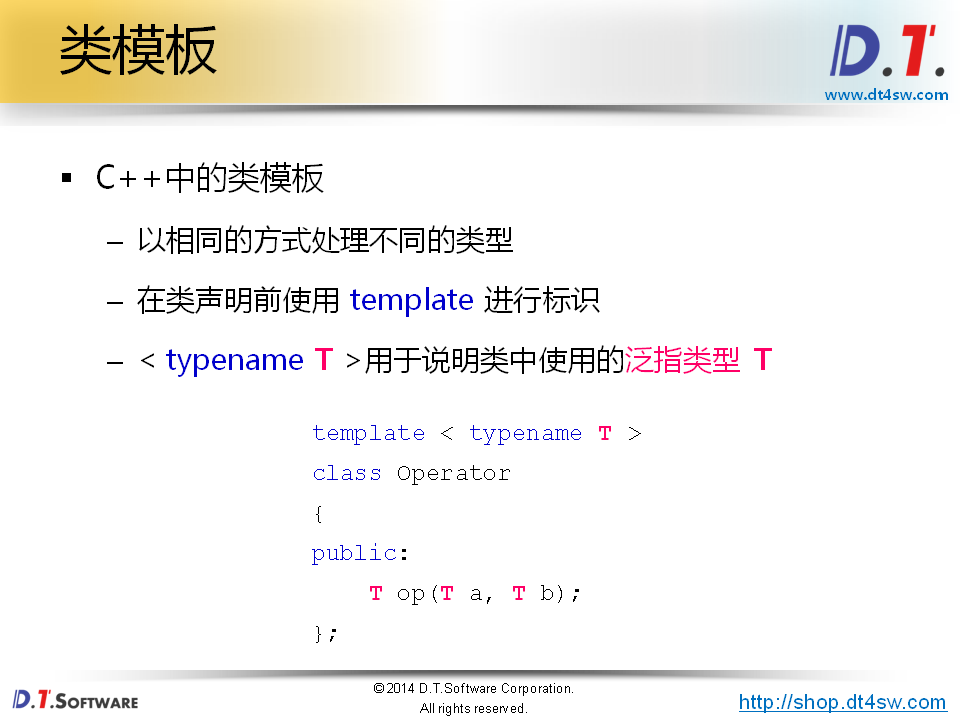 类模板
D.T.
www.dt4sw.com
▪ C++中的类模板
– 以相同的方式处理不同的类型
– 在类声明前使用 template 进行标识
– < typename T >用于说明类中使用的泛指类型 T
template < typename T >
class Operator
{
public:
    T op(T a, T b);
};
D.T.SOFTWARE
©2014 D.T.Software Corporation.
All rights reserved.
http://shop.dt4sw.com